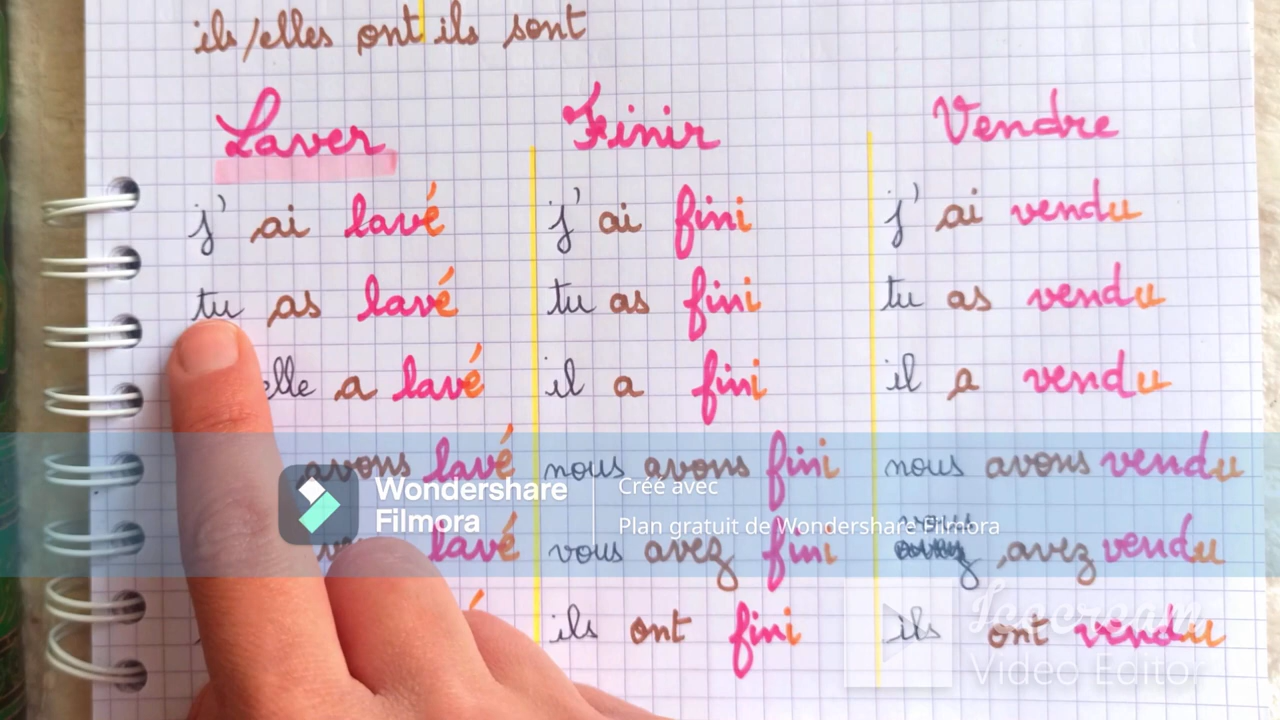 ils/elles ont ils sont
Laver Finir Vendre
j' ai lavé j' ai fini j' ai vendu
tu as lavé tu as fini tu as vendu
elle a lavé il a fini il a vendu
avons lavé nous avons fini nous avons vendu
Wondershare Filmora
Créé avec
Plan gratuit de Wondershare Filmora
lavé vous avez fini vous avez vendu
ils ont fini ils ont vendu
Icecream
Video Editor